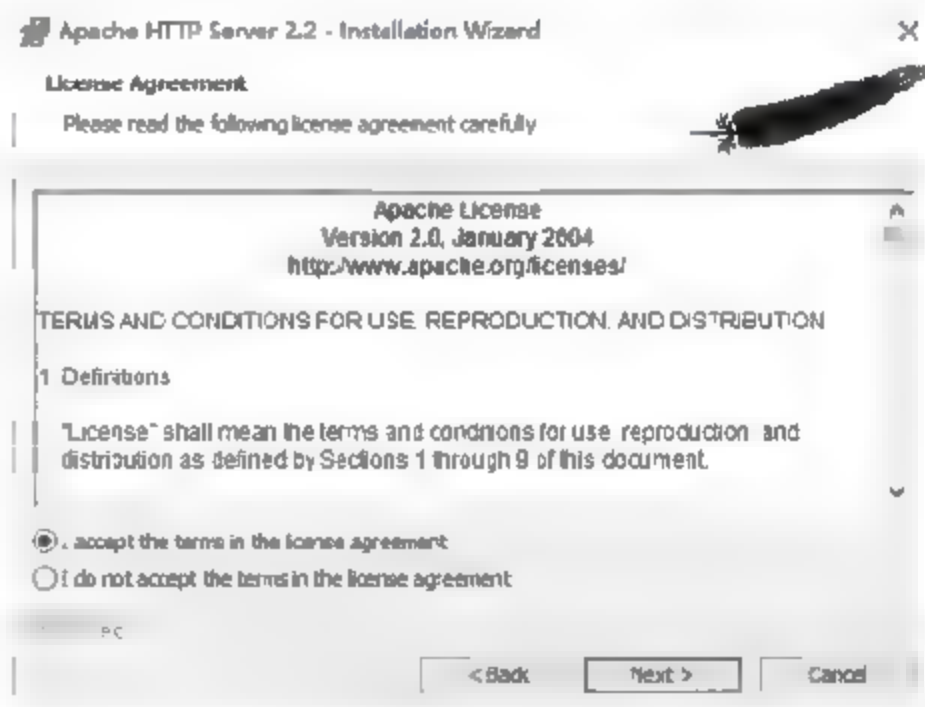 Apache HTTP Server 2.2 - Installation Wizard
License Agreement
Please read the following license agreement carefully
Apache License
Version 2.0, January 2004
http://www.apache.org/licenses/
TERMS AND CONDITIONS FOR USE, REPRODUCTION, AND DISTRIBUTION
1. Definitions
"License" shall mean the terms and conditions for use, reproduction, and
distribution as defined by Sections 1 through 9 of this document.
I accept the terms in the license agreement
I do not accept the terms in the license agreement
< Back
Next >
Cancel